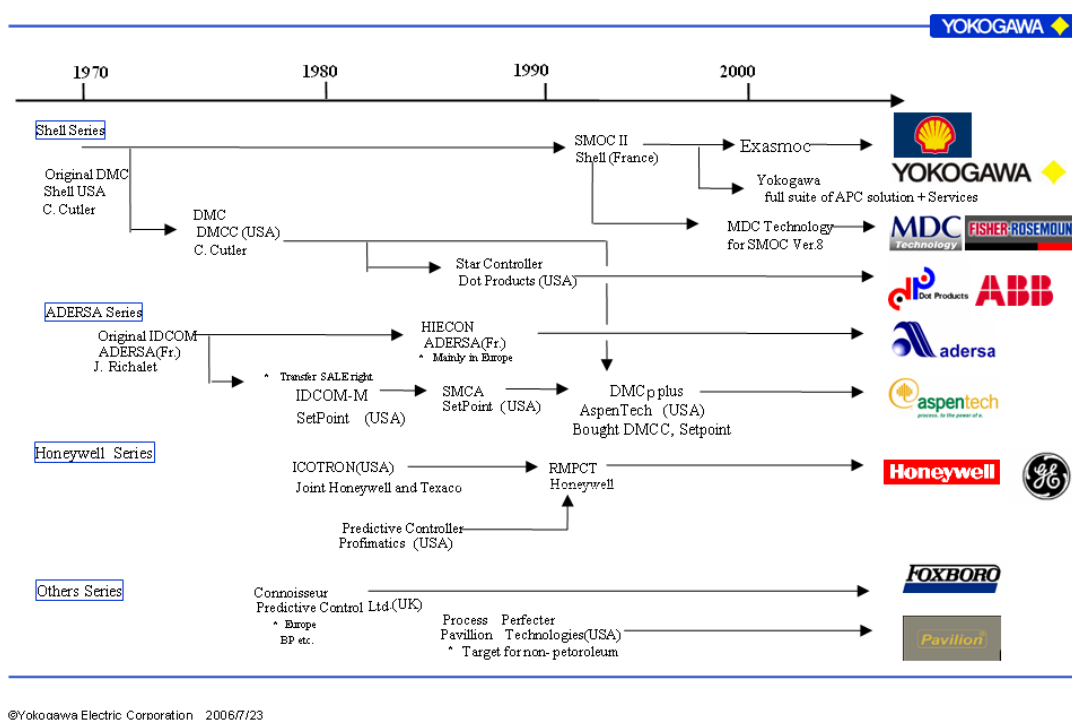 YOKOGAWA
1970 1980 1990 2000
Shell Series
Original DMC
Shell USA
C. Cutler
DMC
DMCC (USA)
C. Cutler
SMOC II
Shell (France)
Exasmoc
YOKOGAWA
Yokogawa
full suite of APC solution + Services
MDC Technology
for SMOC Ver.8
MDC
Technology
FISHER-ROSEMOUN
Star Controller
Dot Products (USA)
dp
Dot Products
ABB
ADERSA Series
Original IDCOM
ADERSA(Fr.)
J. Richalet
HIECON
ADERSA(Fr.)
* Mainly in Europe
adersa
* Transfer SALE right
IDCOM-M
SetPoint (USA)
SMCA
SetPoint (USA)
DMCp plus
AspenTech (USA)
Bought DMCC, Setpoint
aspentech
process. to the power of e.
Honeywell Series
ICOTRON(USA)
Joint Honeywell and Texaco
RMPCT
Honeywell
Honeywell
GE
Predictive Controller
Profimatics (USA)
Others Series
Connoisseur
Predictive Control Ltd.(UK)
* Europe
BP etc.
FOXBORO
Process Perfecter
Pavillion Technologies(USA)
* Target for non- petoroleum
Pavilion®
©Yokogawa Electric Corporation 2006/7/23